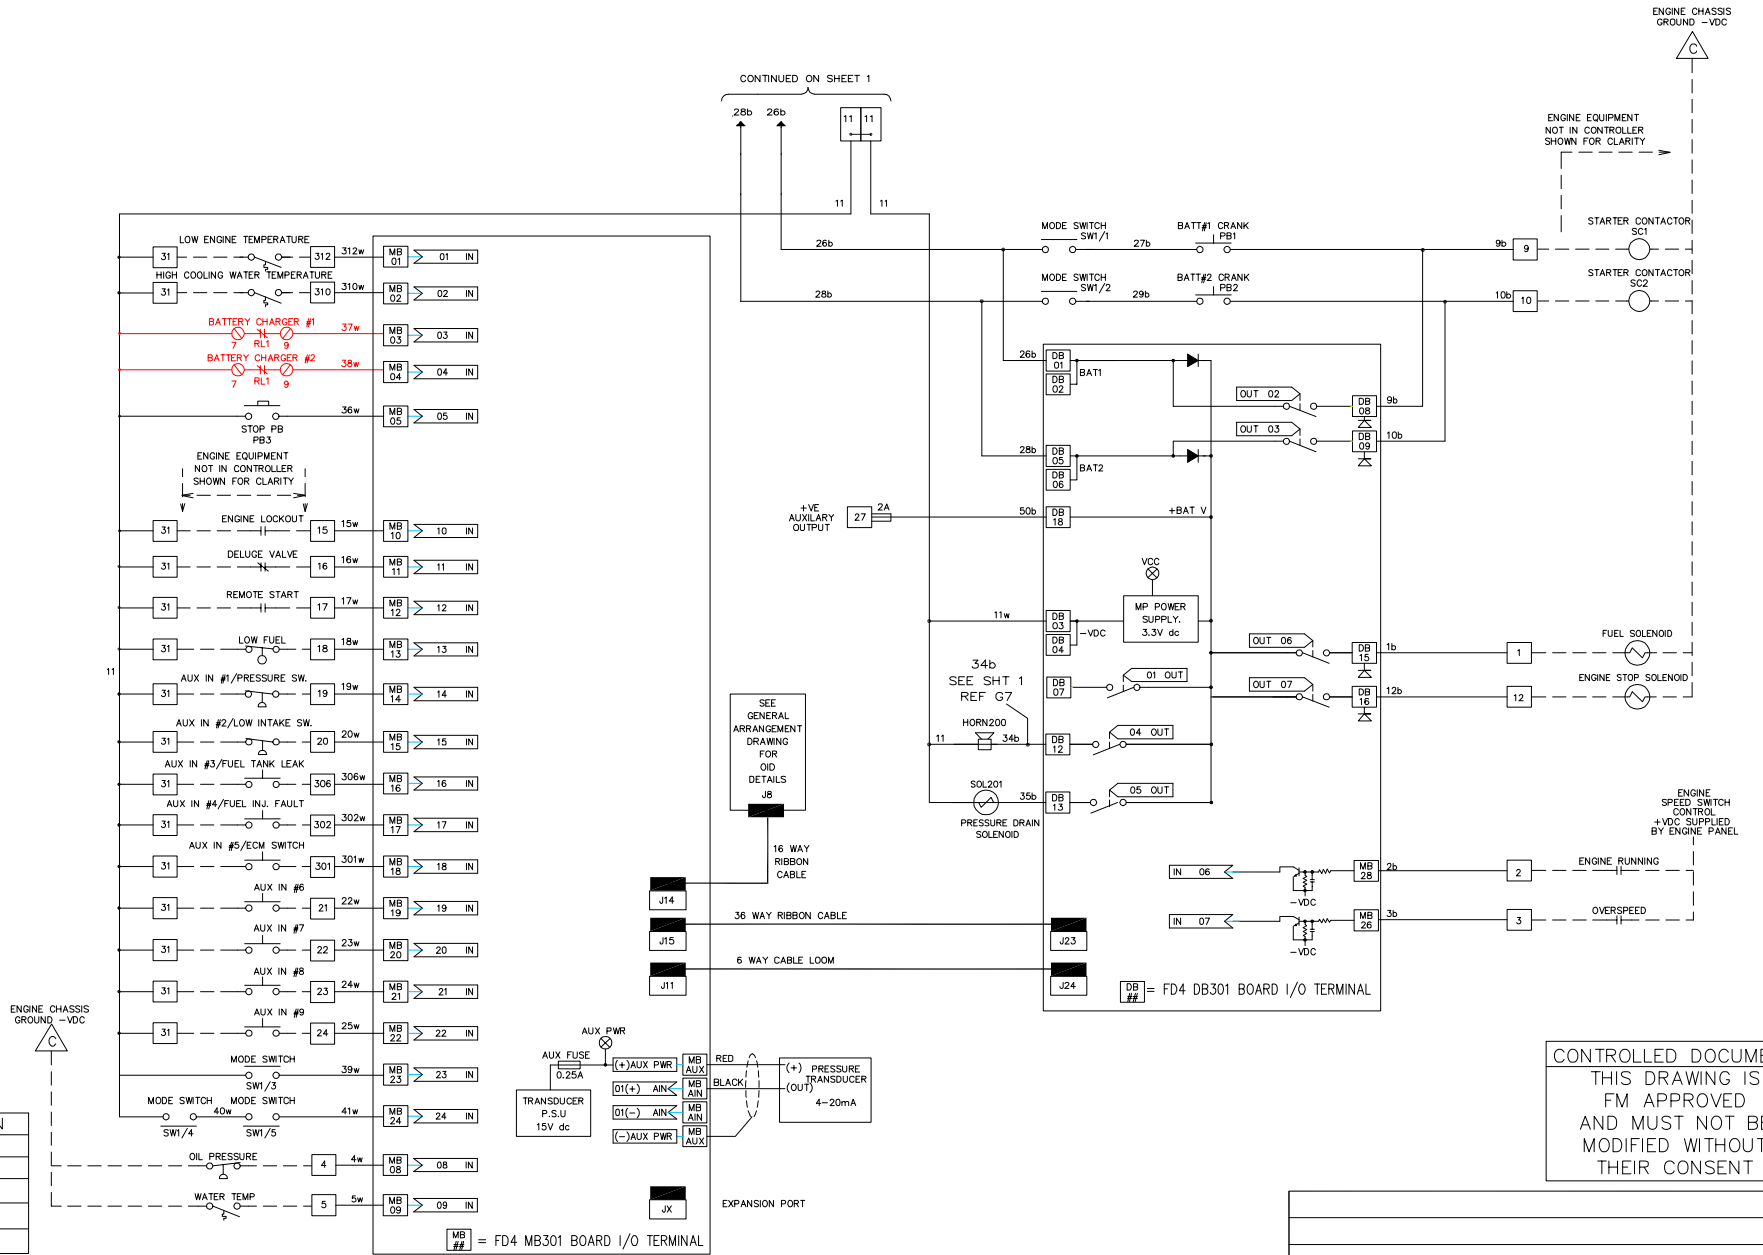 ENGINE CHASSIS
GROUND -VDC
C
CONTINUED ON SHEET 1
28b 26b 11 11
11 11
ENGINE EQUIPMENT
NOT IN CONTROLLER
SHOWN FOR CLARITY
26b MODE SWITCH SW1/1 27b BATT#1 CRANK PB1 9b 9 STARTER CONTACTOR SC1
28b MODE SWITCH SW1/2 29b BATT#2 CRANK PB2 10b 10 STARTER CONTACTOR SC2
LOW ENGINE TEMPERATURE
31 312 312w MB 01 01 IN
HIGH COOLING WATER TEMPERATURE
31 310 310w MB 02 02 IN
BATTERY CHARGER #1
7 RL1 9 37w MB 03 03 IN
BATTERY CHARGER #2
7 RL1 9 38w MB 04 04 IN
STOP PB
PB3
36w MB 05 05 IN
ENGINE EQUIPMENT
NOT IN CONTROLLER
SHOWN FOR CLARITY
ENGINE LOCKOUT
31 15 15w MB 10 10 IN
DELUGE VALVE
31 16 16w MB 11 11 IN
REMOTE START
31 17 17w MB 12 12 IN
LOW FUEL
31 18 18w MB 13 13 IN
11
AUX IN #1/PRESSURE SW.
31 19 19w MB 14 14 IN
AUX IN #2/LOW INTAKE SW.
31 20 20w MB 15 15 IN
AUX IN #3/FUEL TANK LEAK
31 306 306w MB 16 16 IN
AUX IN #4/FUEL INJ. FAULT
31 302 302w MB 17 17 IN
AUX IN #5/ECM SWITCH
31 301 301w MB 18 18 IN
AUX IN #6
31 21 22w MB 19 19 IN
AUX IN #7
31 22 23w MB 20 20 IN
AUX IN #8
31 23 24w MB 21 21 IN
AUX IN #9
31 24 25w MB 22 22 IN
ENGINE CHASSIS
GROUND -VDC
C
MODE SWITCH
SW1/3 39w MB 23 23 IN
MODE SWITCH MODE SWITCH
SW1/4 40w SW1/5 41w MB 24 24 IN
OIL PRESSURE
4 4w MB 08 08 IN
WATER TEMP
5 5w MB 09 09 IN
N
MB ## = FD4 MB301 BOARD I/O TERMINAL
SEE
GENERAL
ARRANGEMENT
DRAWING
FOR
OID
DETAILS
J8
16 WAY
RIBBON
CABLE
J14
J15 36 WAY RIBBON CABLE J23
J11 6 WAY CABLE LOOM J24
JX EXPANSION PORT
AUX PWR
AUX FUSE
0.25A
TRANSDUCER
P.S.U
15V dc
(+)AUX PWR MB AUX RED
01(+) AIN MB AIN BLACK
01(-) AIN MB AIN
(-)AUX PWR MB AUX
(+) PRESSURE
TRANSDUCER
(OUT)
4-20mA
26b DB 01 DB 02 BAT1
28b DB 05 DB 06 BAT2
OUT 02 DB 08 9b
OUT 03 DB 09 10b
+VE
AUXILARY
OUTPUT
27 2A 50b DB 18 +BAT V
VCC
MP POWER
SUPPLY.
3.3V dc
11w DB 03 DB 04 -VDC
34b
SEE SHT 1
REF G7
DB 07 01 OUT
11 HORN200 34b DB 12 04 OUT
SOL201 35b DB 13 05 OUT
PRESSURE DRAIN
SOLENOID
OUT 06 DB 15 1b 1 FUEL SOLENOID
OUT 07 DB 16 12b 12 ENGINE STOP SOLENOID
ENGINE
SPEED SWITCH
CONTROL
+VDC SUPPLIED
BY ENGINE PANEL
IN 06 -VDC MB 28 2b 2 ENGINE RUNNING
IN 07 -VDC MB 26 3b 3 OVERSPEED
DB ## = FD4 DB301 BOARD I/O TERMINAL
CONTROLLED DOCUME
THIS DRAWING IS
FM APPROVED
AND MUST NOT BE
MODIFIED WITHOUT
THEIR CONSENT